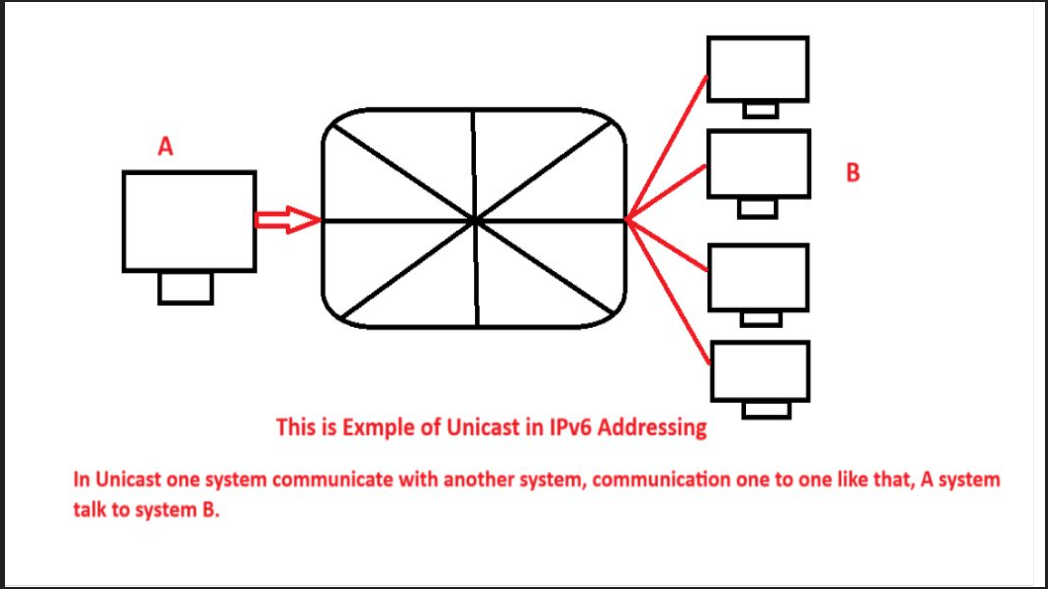 A
B
This is Exmple of Unicast in IPv6 Addressing
In Unicast one system communicate with another system, communication one to one like that, A system
talk to system B.